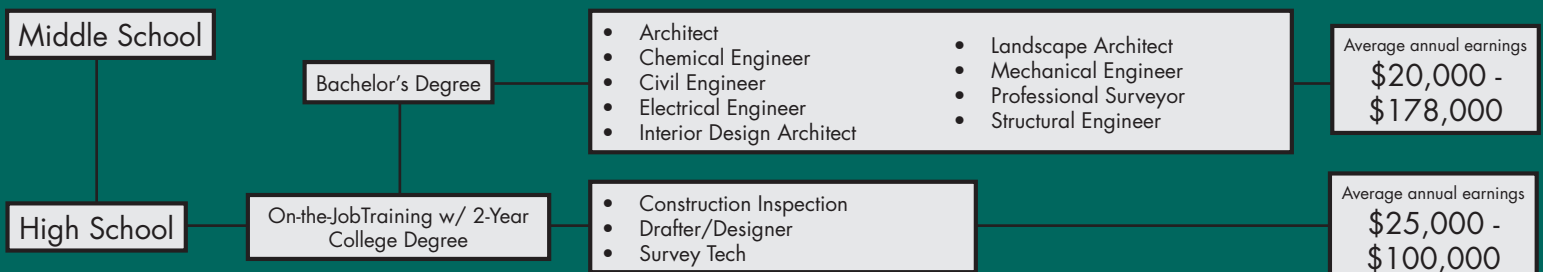 Middle School
Bachelor's Degree
• Architect
• Chemical Engineer
• Civil Engineer
• Electrical Engineer
• Interior Design Architect
• Landscape Architect
• Mechanical Engineer
• Professional Surveyor
• Structural Engineer
Average annual earnings
$20,000 -
$178,000
High School
On-the-JobTraining w/ 2-Year
College Degree
• Construction Inspection
• Drafter/Designer
• Survey Tech
Average annual earnings
$25,000 -
$100,000